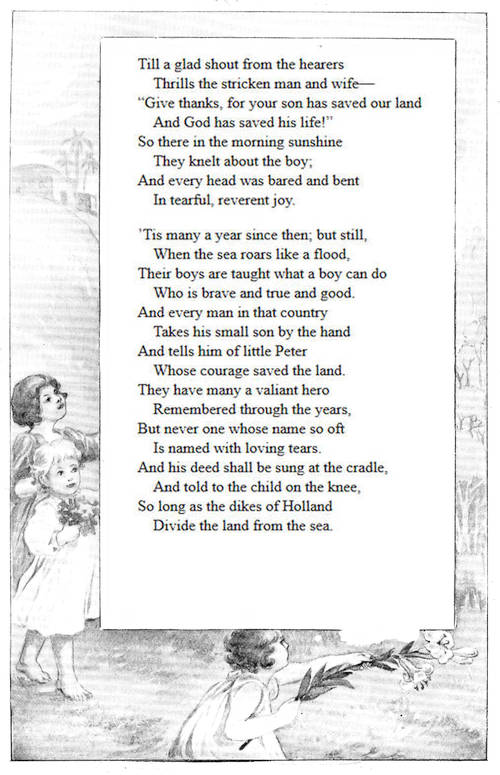 Till a glad shout from the hearers
Thrills the stricken man and wife—
“Give thanks, for your son has saved our land
And God has saved his life!”
So there in the morning sunshine
They knelt about the boy;
And every head was bared and bent
In tearful, reverent joy.
’Tis many a year since then; but still,
When the sea roars like a flood,
Their boys are taught what a boy can do
Who is brave and true and good.
And every man in that country
Takes his small son by the hand
And tells him of little Peter
Whose courage saved the land.
They have many a valiant hero
Remembered through the years,
But never one whose name so oft
Is named with loving tears.
And his deed shall be sung at the cradle,
And told to the child on the knee,
So long as the dikes of Holland
Divide the land from the sea.